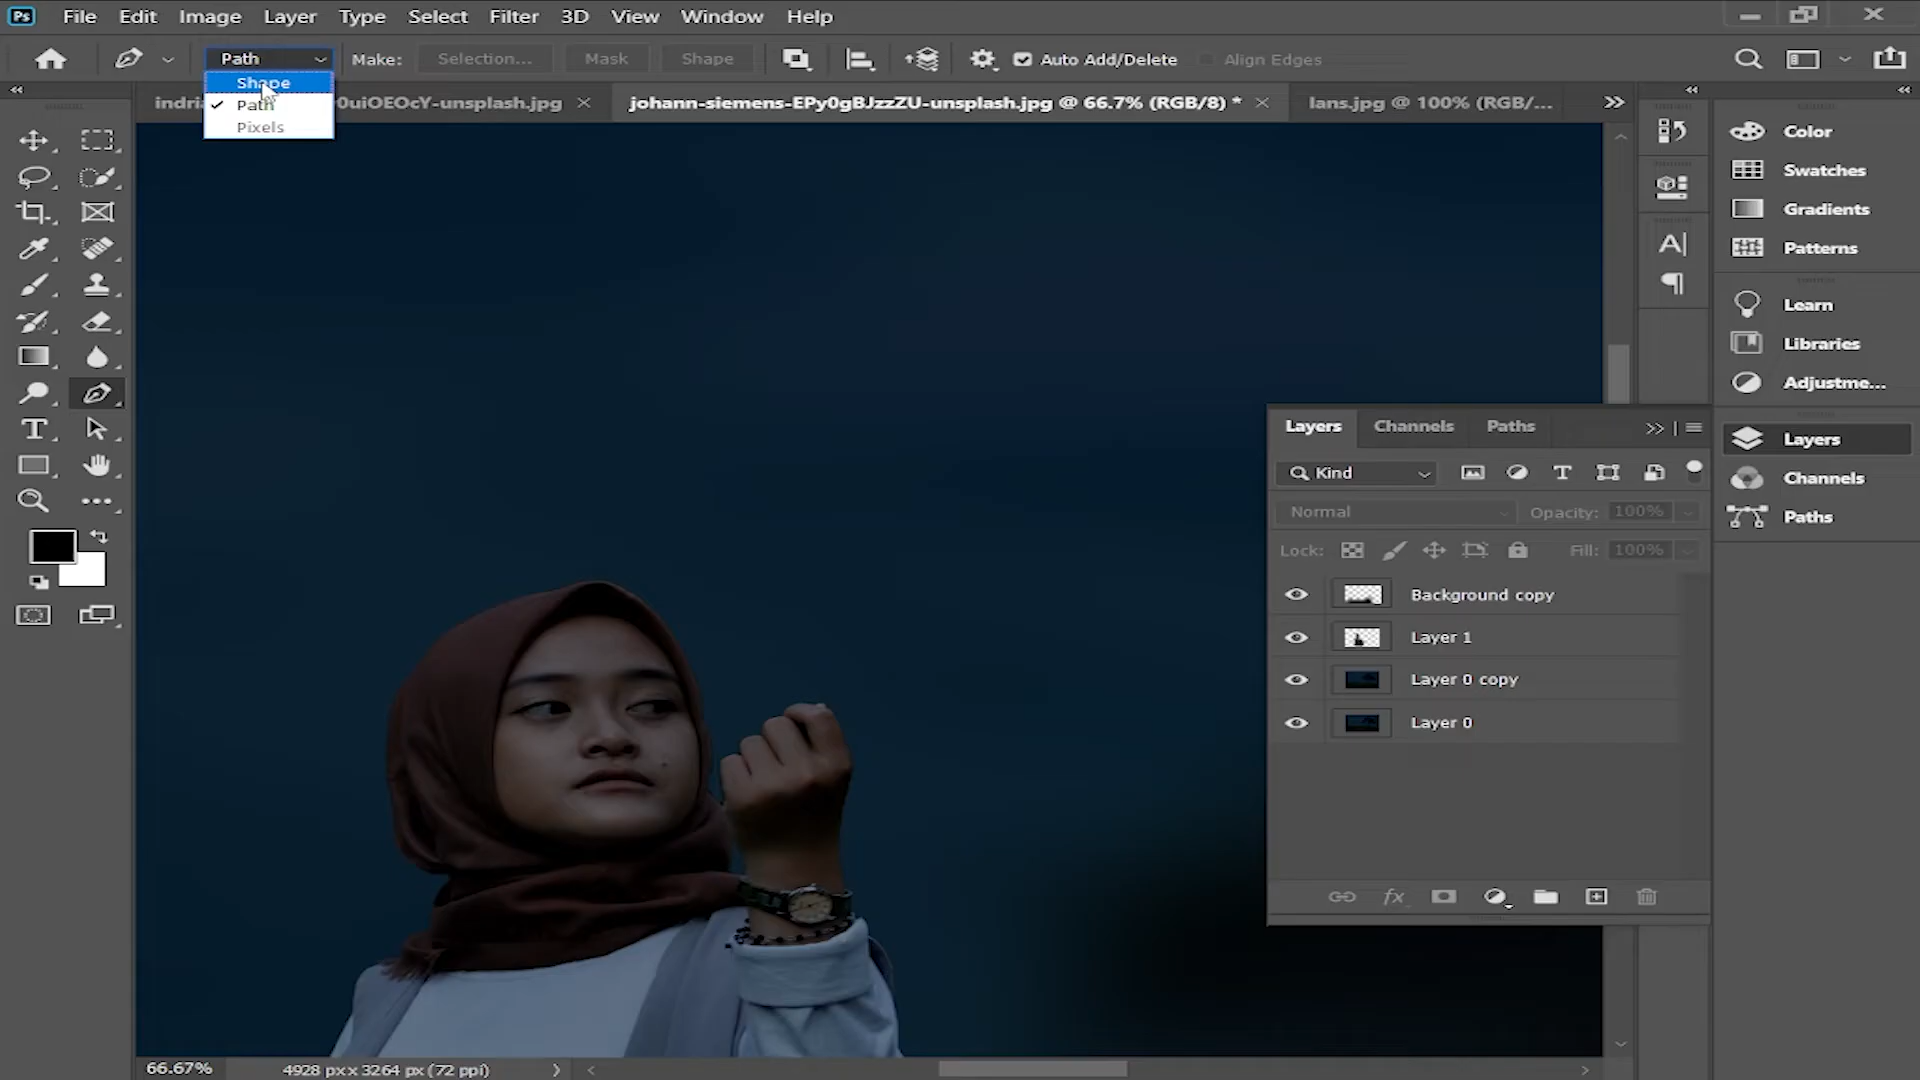 Ps File Edit Image Layer Type Select Filter 3D View Window Help
Path Make: Selection... Mask Shape Auto Add/Delete Align Edges
Shape
Path
Pixels
indria 0uiOEOcY-unsplash.jpg
johann-siemens-EPy0gBJzzZU-unsplash.jpg @ 66.7% (RGB/8) *
lans.jpg @ 100% (RGB/...
Color
Swatches
Gradients
Patterns
Learn
Libraries
Adjustme...
Layers
Channels
Paths
Layers Channels Paths
Kind
Normal Opacity: 100%
Lock: Fill: 100%
Background copy
Layer 1
Layer 0 copy
Layer 0
66.67% 4928 px x 3264 px (72 ppi)